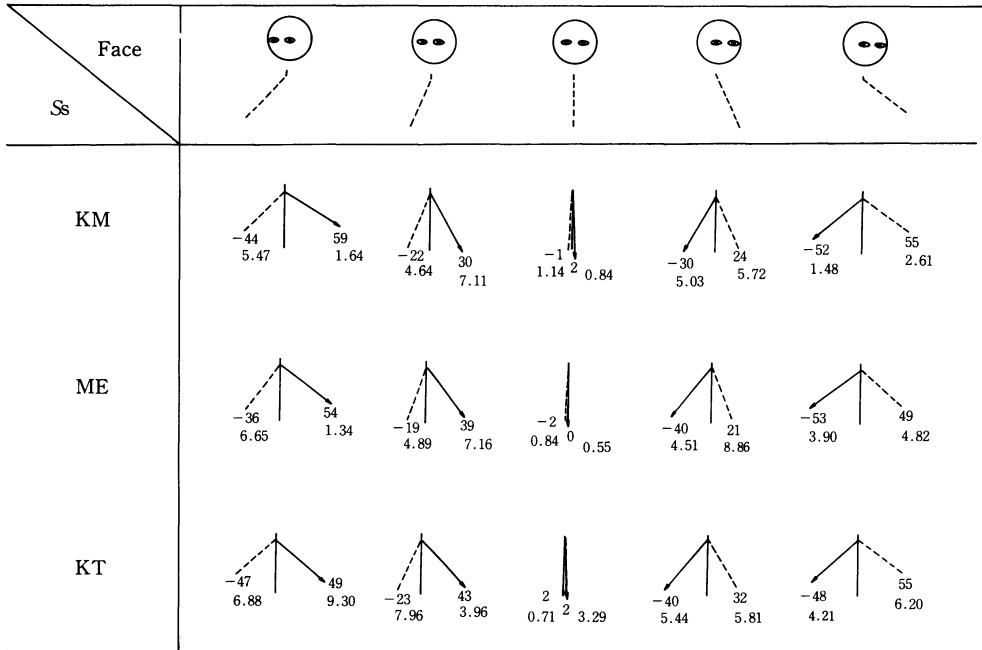 Face
Ss
KM
-44 59 -22 30 -1 2 -30 24 -52 55
5.47 1.64 4.64 7.11 1.14 0.84 5.03 5.72 1.48 2.61
ME
-36 54 -19 39 -2 0 -40 21 -53 49
6.65 1.34 4.89 7.16 0.84 0.55 4.51 8.86 3.90 4.82
KT
-47 49 -23 43 2 2 -40 32 -48 55
6.88 9.30 7.96 3.96 0.71 3.29 5.44 5.81 4.21 6.20